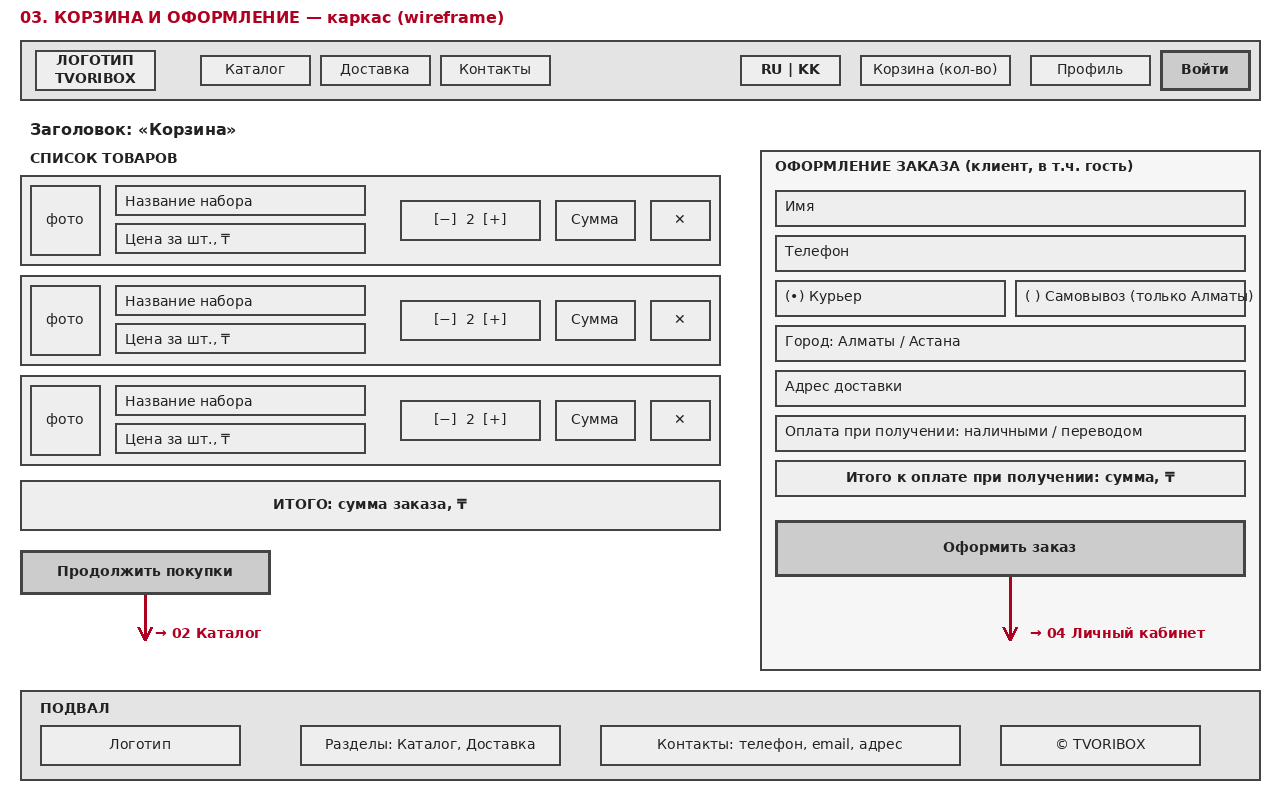 03. КОРЗИНА И ОФОРМЛЕНИЕ — каркас (wireframe)
ЛОГОТИП
TVORIBOX
Каталог
Доставка
Контакты
RU | KK
Корзина (кол-во)
Профиль
Войти
Заголовок: «Корзина»
СПИСОК ТОВАРОВ
фото
Название набора
Цена за шт., ₸
[−]  2  [+]
Сумма
✕
фото
Название набора
Цена за шт., ₸
[−]  2  [+]
Сумма
✕
фото
Название набора
Цена за шт., ₸
[−]  2  [+]
Сумма
✕
ИТОГО: сумма заказа, ₸
Продолжить покупки
→ 02 Каталог
ОФОРМЛЕНИЕ ЗАКАЗА (клиент, в т.ч. гость)
Имя
Телефон
(•) Курьер
( ) Самовывоз (только Алматы)
Город: Алматы / Астана
Адрес доставки
Оплата при получении: наличными / переводом
Итого к оплате при получении: сумма, ₸
Оформить заказ
→ 04 Личный кабинет
ПОДВАЛ
Логотип
Разделы: Каталог, Доставка
Контакты: телефон, email, адрес
© TVORIBOX